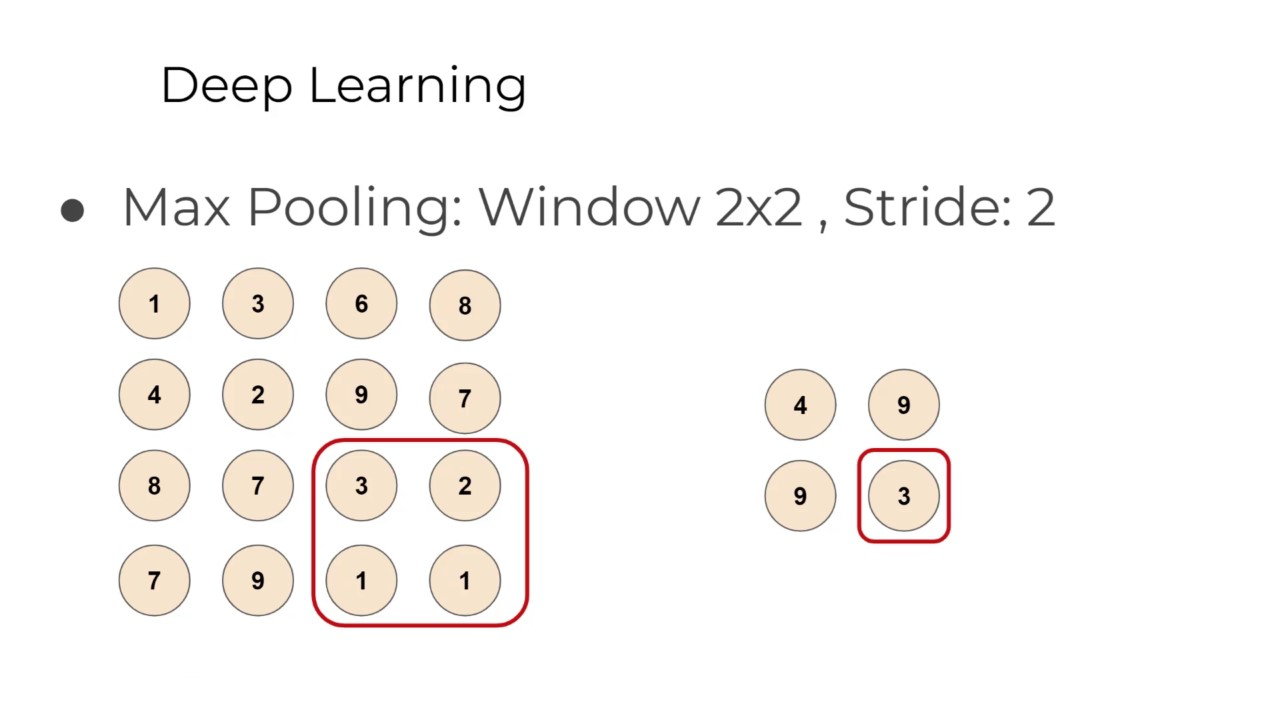 Deep Learning
● Max Pooling: Window 2x2 , Stride: 2
1 3 6 8
4 2 9 7
8 7 3 2
7 9 1 1
4 9
9 3